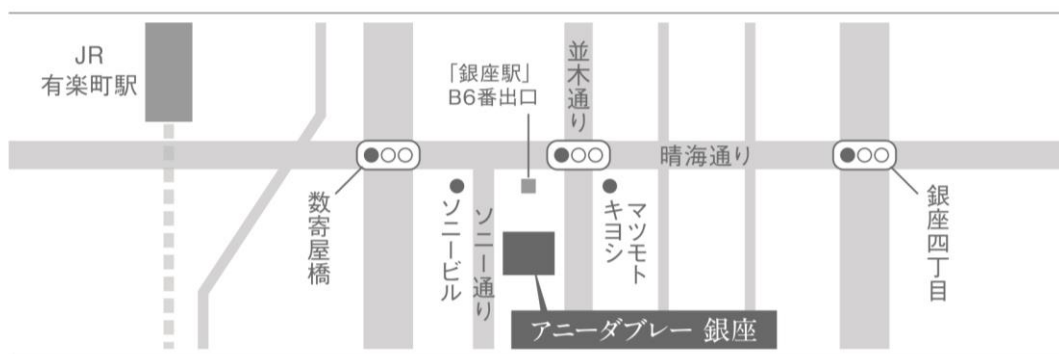 JR
有楽町駅
「銀座駅」
B6番出口
並木通り
晴海通り
数寄屋橋
ソニービル
ソニー通り
マツモト
キヨシ
銀座四丁目
アニーダブレー 銀座